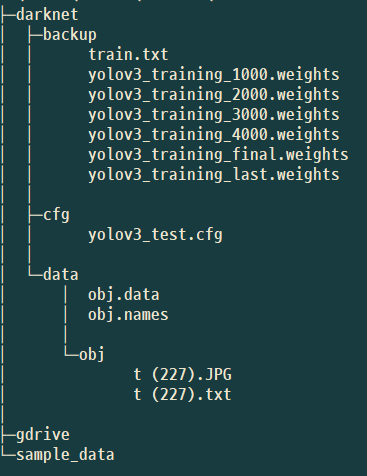 ├─darknet
│  ├─backup
│  │      train.txt
│  │      yolov3_training_1000.weights
│  │      yolov3_training_2000.weights
│  │      yolov3_training_3000.weights
│  │      yolov3_training_4000.weights
│  │      yolov3_training_final.weights
│  │      yolov3_training_last.weights
│  │
│  ├─cfg
│  │      yolov3_test.cfg
│  │
│  └─data
│      │  obj.data
│      │  obj.names
│      │
│      └─obj
│              t (227).JPG
│              t (227).txt
│
├─gdrive
└─sample_data